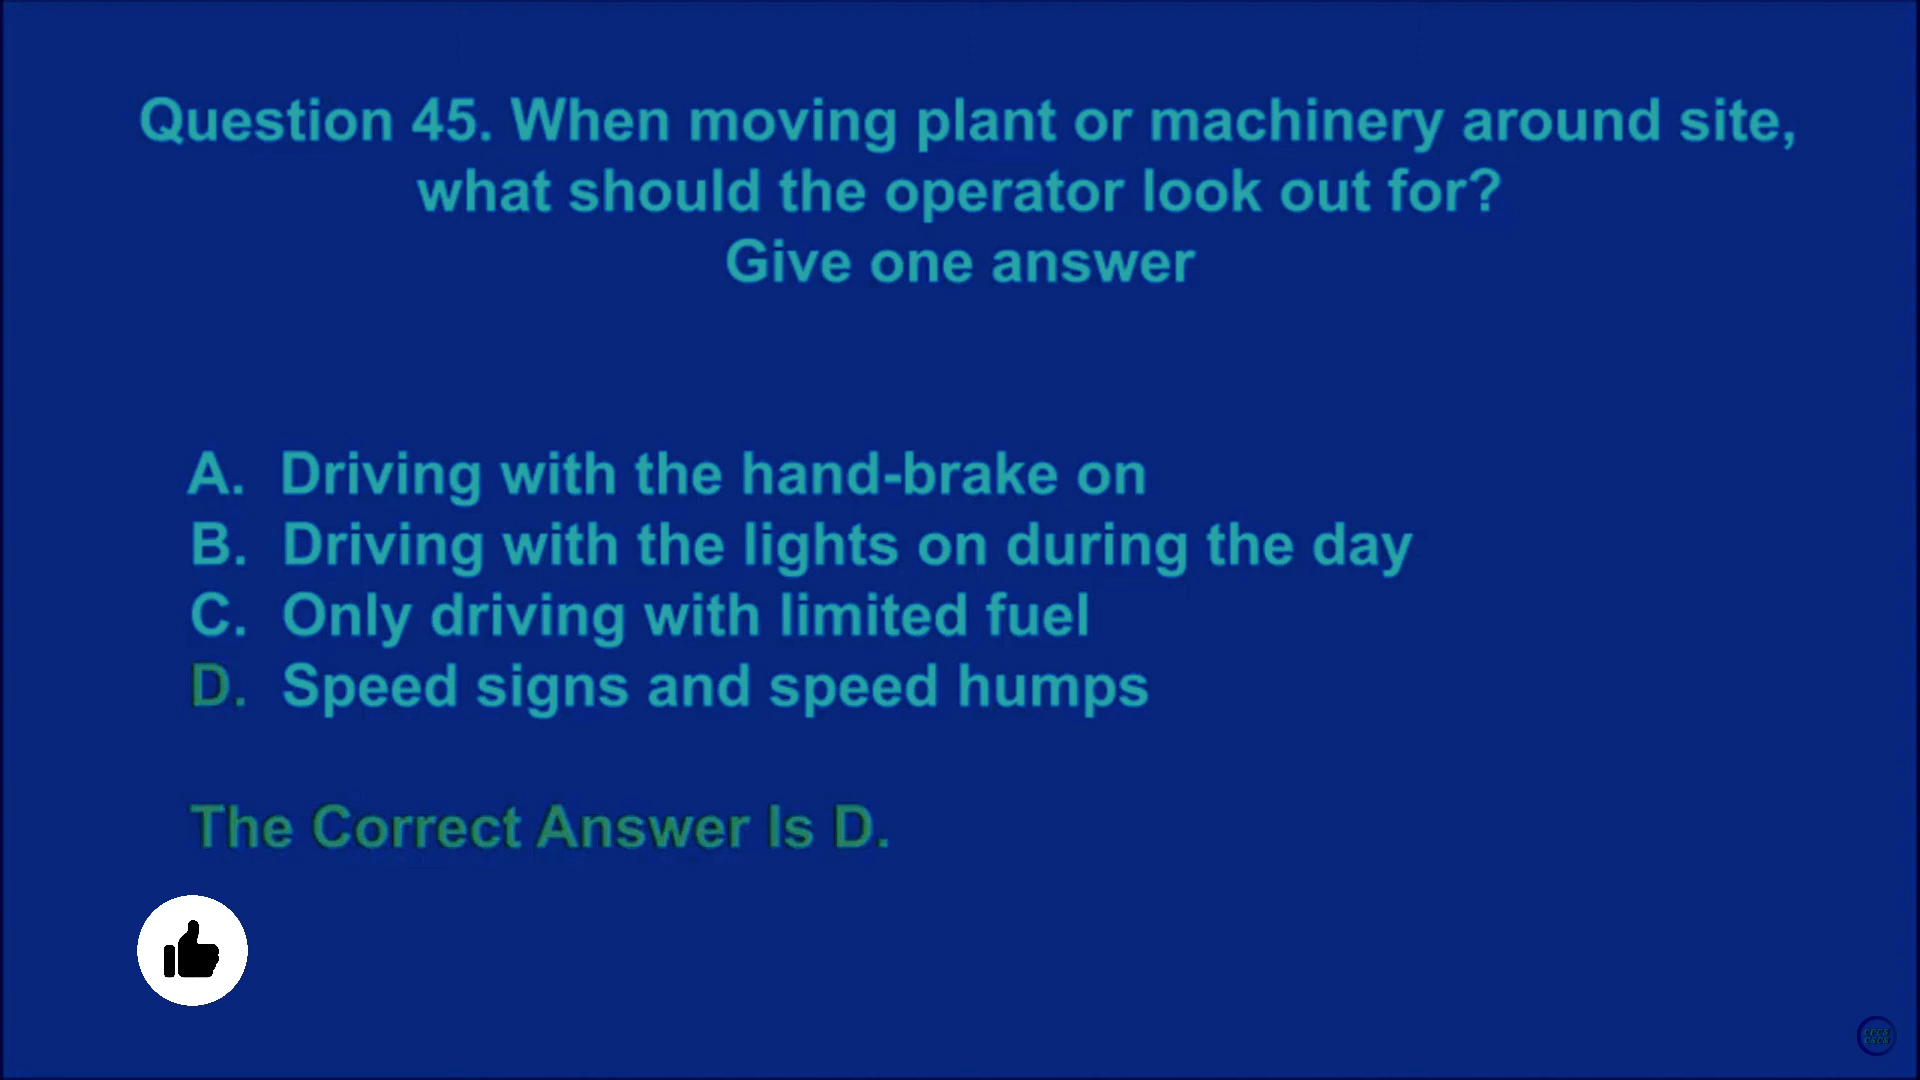 Question 45. When moving plant or machinery around site,
what should the operator look out for?
Give one answer
A. Driving with the hand-brake on
B. Driving with the lights on during the day
C. Only driving with limited fuel
D. Speed signs and speed humps
The Correct Answer Is D.